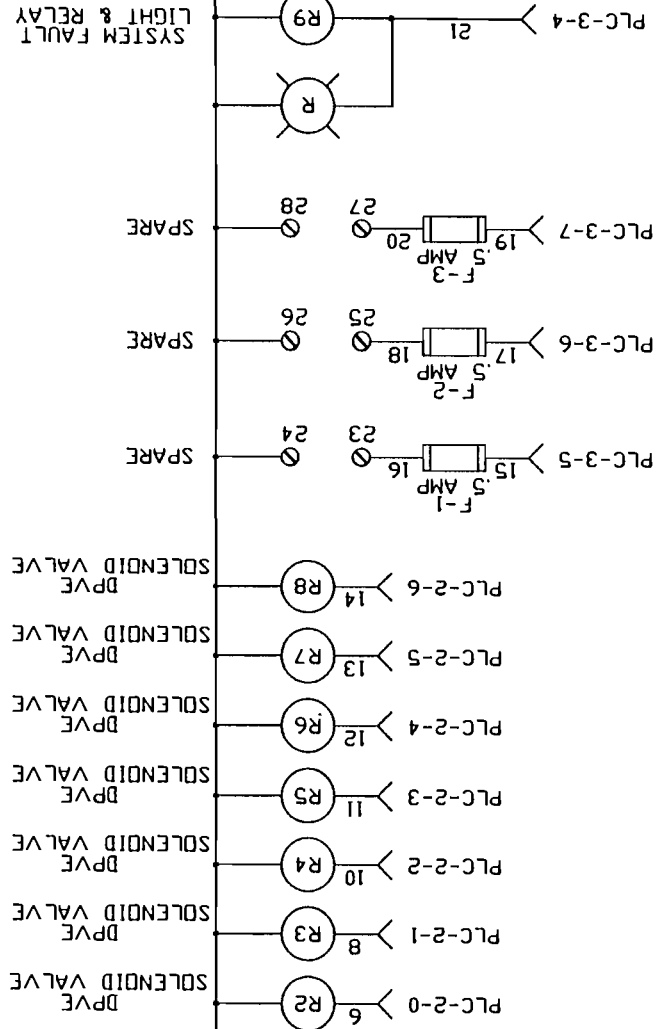 PLC-2-0 6 R2 DPVE
SOLENOID VALVE
PLC-2-1 8 R3 DPVE
SOLENOID VALVE
PLC-2-2 10 R4 DPVE
SOLENOID VALVE
PLC-2-3 11 R5 DPVE
SOLENOID VALVE
PLC-2-4 12 R6 DPVE
SOLENOID VALVE
PLC-2-5 13 R7 DPVE
SOLENOID VALVE
PLC-2-6 14 R8 DPVE
SOLENOID VALVE
F-1
.5 AMP
PLC-3-5 15 16 23 24 SPARE
F-2
.5 AMP
PLC-3-6 17 18 25 26 SPARE
F-3
.5 AMP
PLC-3-7 19 20 27 28 SPARE
R
PLC-3-4 21 R9 SYSTEM FAULT
LIGHT & RELAY